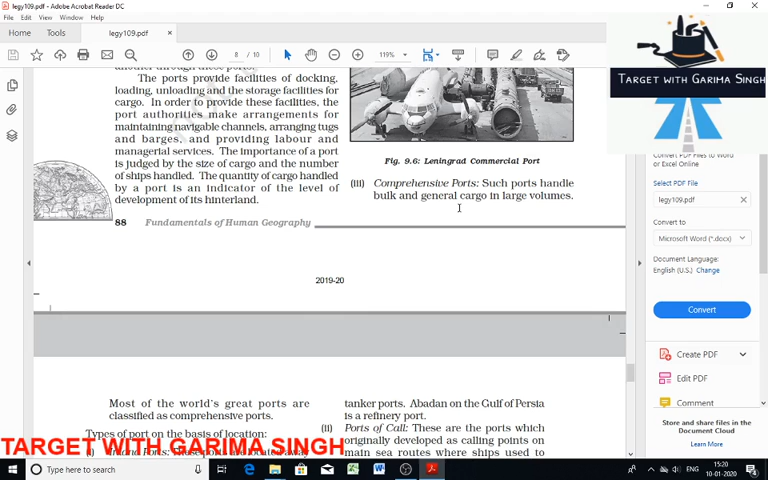 legy109.pdf - Adobe Acrobat Reader DC
File Edit View Window Help
Home Tools legy109.pdf ×
8 / 10 119%
another through these ports.
The ports provide facilities of docking,
loading, unloading and the storage facilities for
cargo. In order to provide these facilities, the
port authorities make arrangements for
maintaining navigable channels, arranging tugs
and barges, and providing labour and
managerial services. The importance of a port
is judged by the size of cargo and the number
of ships handled. The quantity of cargo handled
by a port is an indicator of the level of
development of its hinterland.
88 Fundamentals of Human Geography
Fig. 9.6: Leningrad Commercial Port
(iii) Comprehensive Ports: Such ports handle
bulk and general cargo in large volumes.
2019-20
Most of the world's great ports are
classified as comprehensive ports.
Types of port on the basis of location:
(i) Inland Ports: These ports are located away
tanker ports. Abadan on the Gulf of Persia
is a refinery port.
(ii) Ports of Call: These are the ports which
originally developed as calling points on
main sea routes where ships used to
Target with Garima Singh
Convert PDF Files to Word
or Excel Online
Select PDF File
legy109.pdf
Convert to
Microsoft Word (*.docx)
Document Language:
English (U.S.) Change
Convert
Create PDF
Edit PDF
Comment
Store and share files in the
Document Cloud
Learn More
TARGET WITH GARIMA SINGH
Type here to search
15:20
10-01-2020